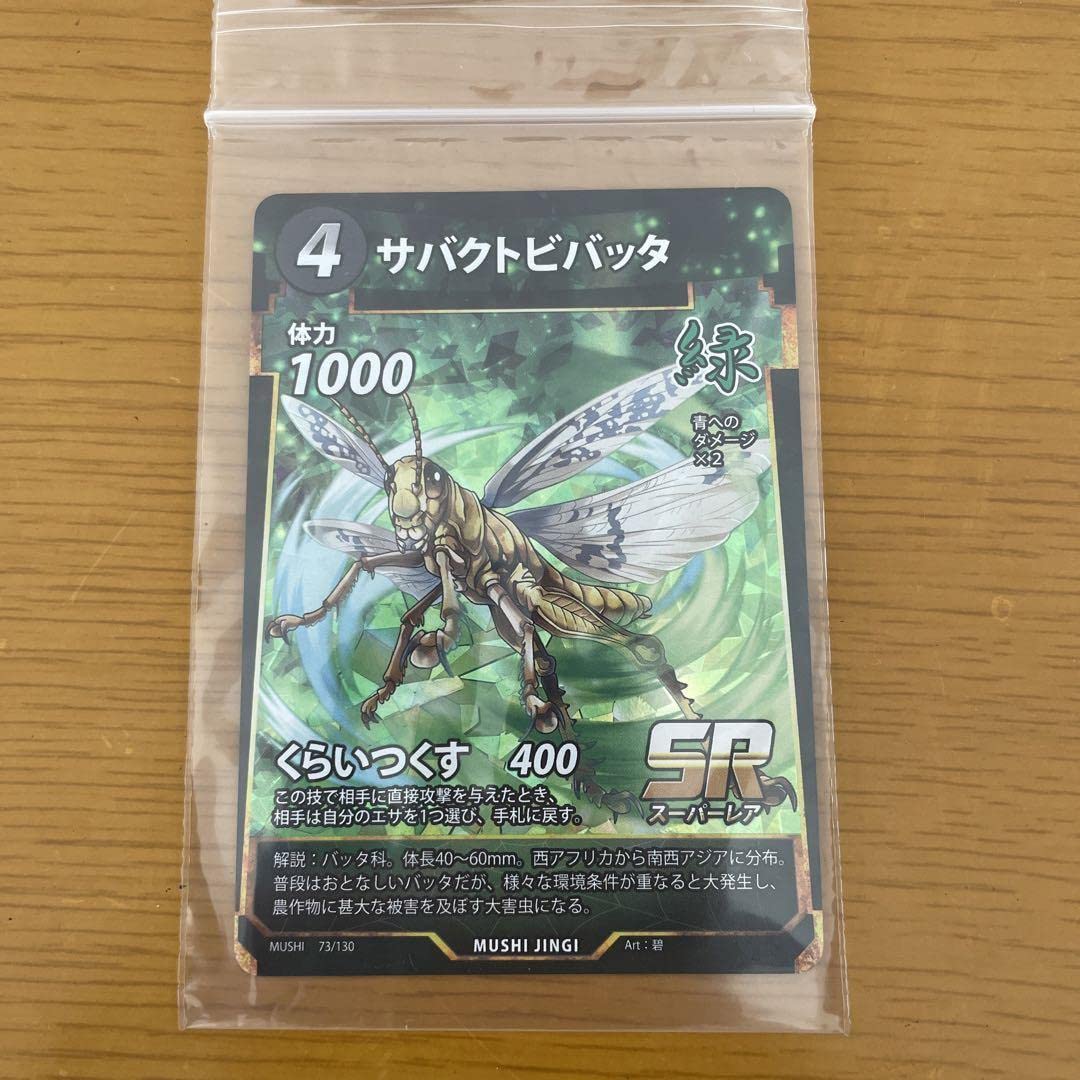 4 サバクトビバッタ
体力
1000
緑
青への
ダメージ
×2
くらいつくす 400
この技で相手に直接攻撃を与えたとき、
相手は自分のエサを1つ選び、手札に戻す。
SR
スーパーレア
解説：バッタ科。体長40〜60mm。西アフリカから南西アジアに分布。
普段はおとなしいバッタだが、様々な環境条件が重なると大発生し、
農作物に甚大な被害を及ぼす大害虫になる。
MUSHI 73/130 MUSHI JINGI Art：碧